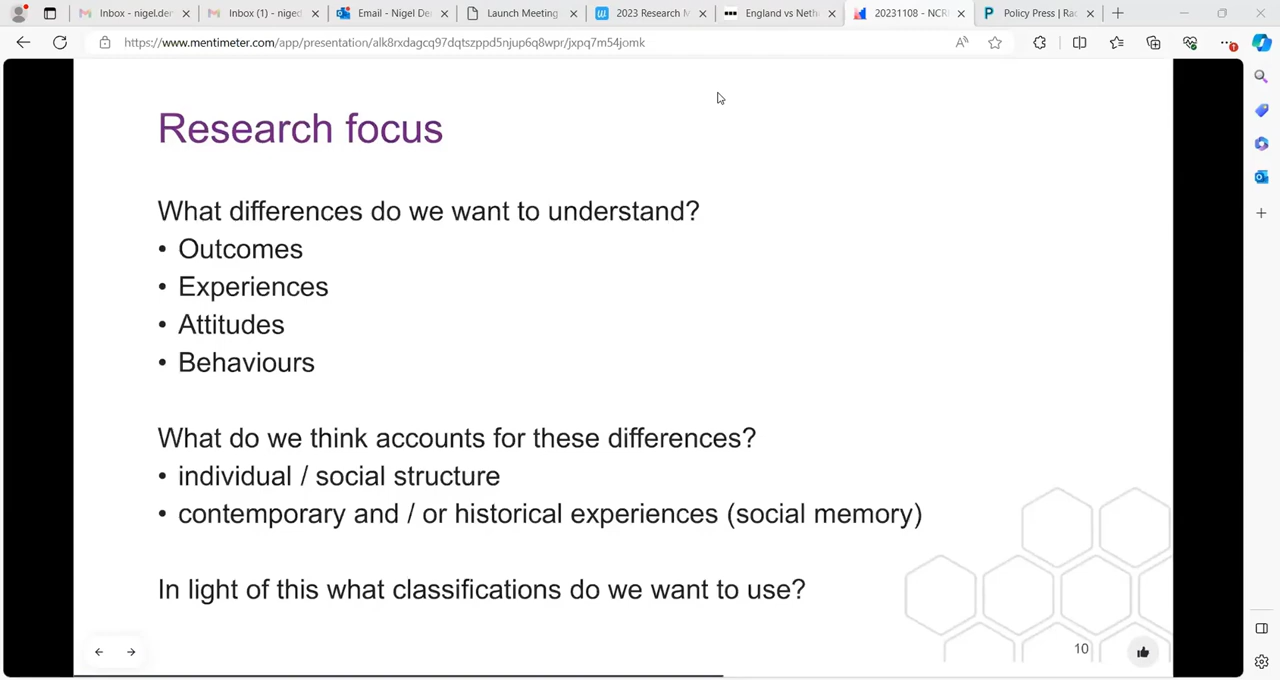 Inbox - nigel.der
Inbox (1) - niged
Email - Nigel De
Launch Meeting
2023 Research M
England vs Neth
20231108 - NCR
Policy Press | Ra
https://www.mentimeter.com/app/presentation/alk8rxdagcq97dqtszppd5njup6q8wpr/jxpq7m54jomk
Research focus
What differences do we want to understand?
• Outcomes
• Experiences
• Attitudes
• Behaviours
What do we think accounts for these differences?
• individual / social structure
• contemporary and / or historical experiences (social memory)
In light of this what classifications do we want to use?
10